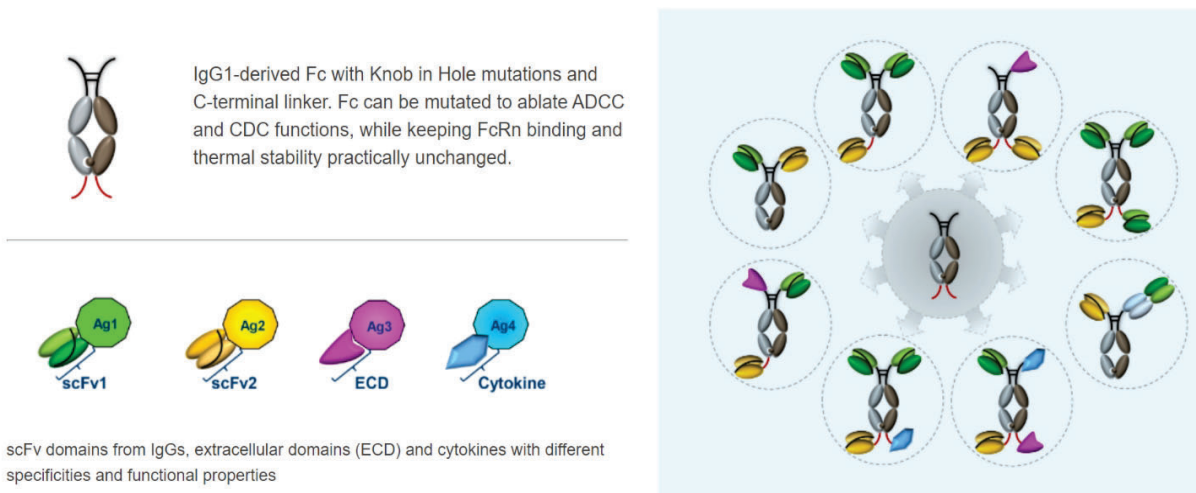 IgG1-derived Fc with Knob in Hole mutations and
C-terminal linker. Fc can be mutated to ablate ADCC
and CDC functions, while keeping FcRn binding and
thermal stability practically unchanged.
Ag1
scFv1
Ag2
scFv2
Ag3
ECD
Ag4
Cytokine
scFv domains from IgGs, extracellular domains (ECD) and cytokines with different
specificities and functional properties